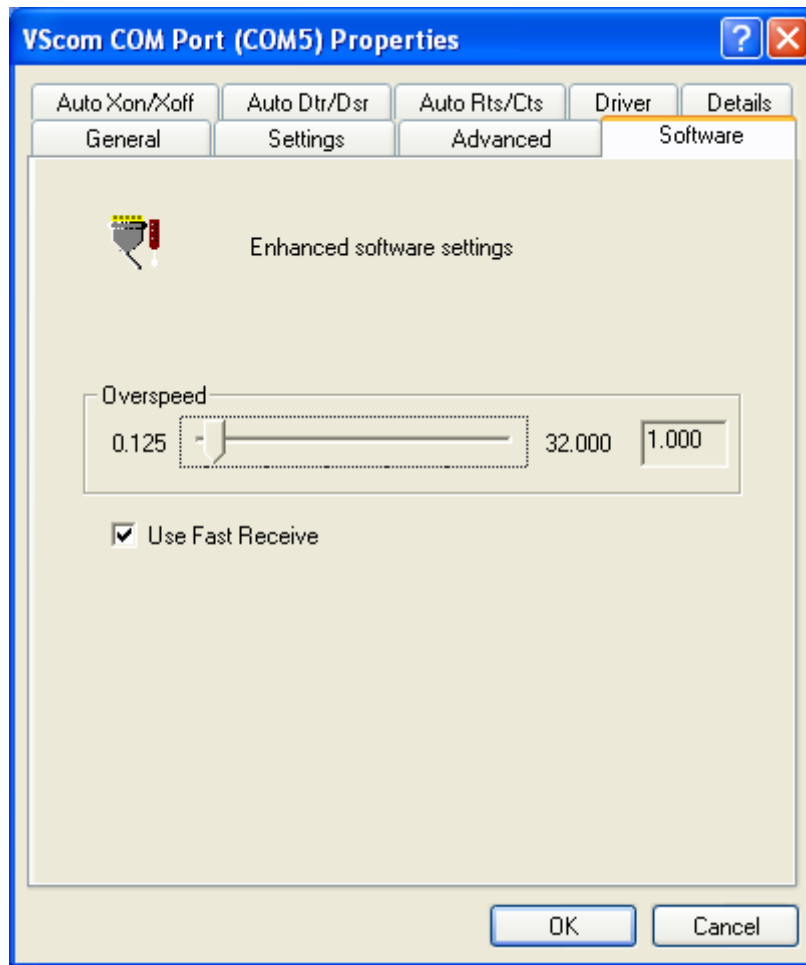 VScom COM Port (COM5) Properties
Auto Xon/Xoff Auto Dtr/Dsr Auto Rts/Cts Driver Details
General Settings Advanced Software
Enhanced software settings
Overspeed
0.125 32.000 1.000
Use Fast Receive
OK Cancel